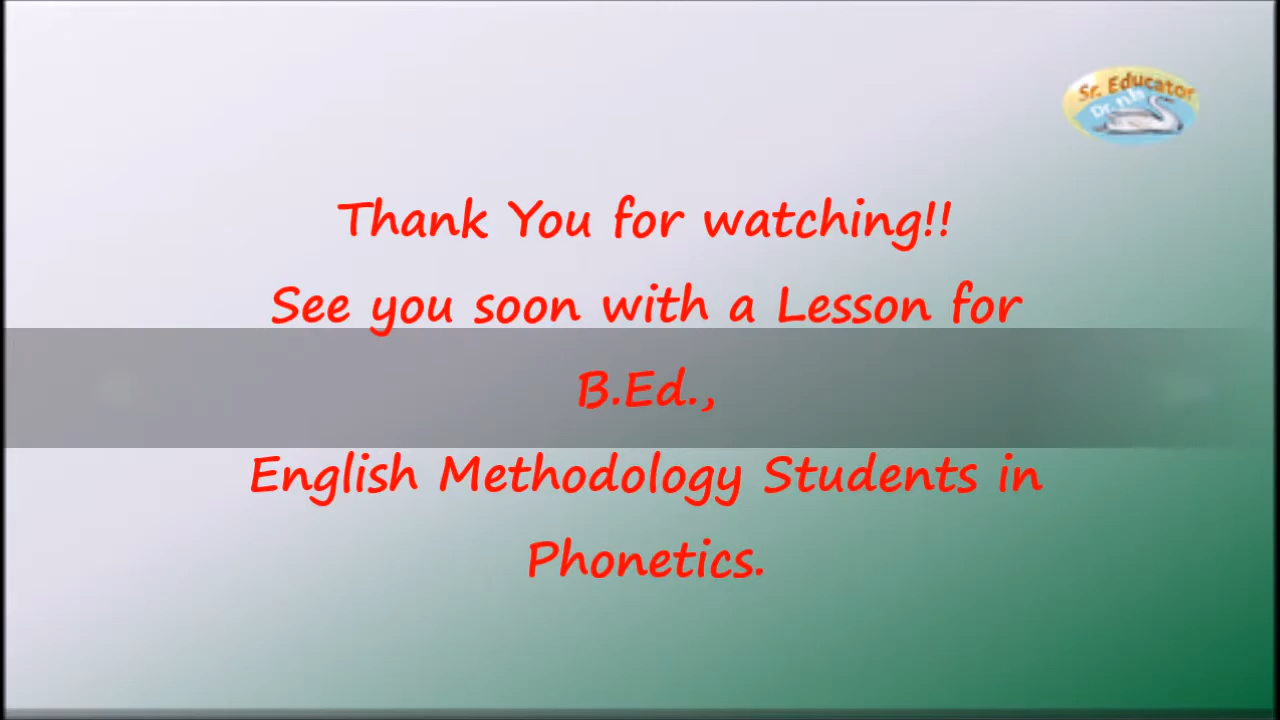 Sr. Educator
Dr.
Thank You for watching!!
See you soon with a Lesson for
B.Ed.,
English Methodology Students in
Phonetics.